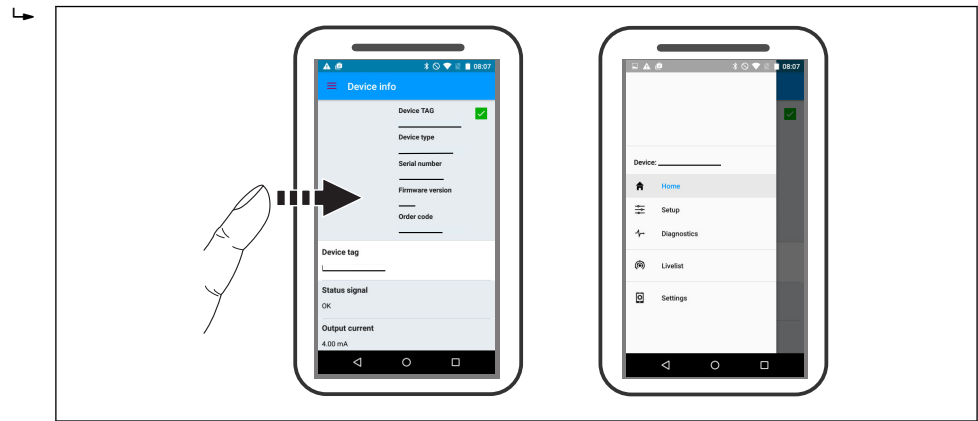 08:07
Device info
Device TAG
Device type
Serial number
Firmware version
Order code
Device tag
Status signal
OK
Output current
4.00 mA
08:07
Device:
Home
Setup
Diagnostics
Livelist
Settings